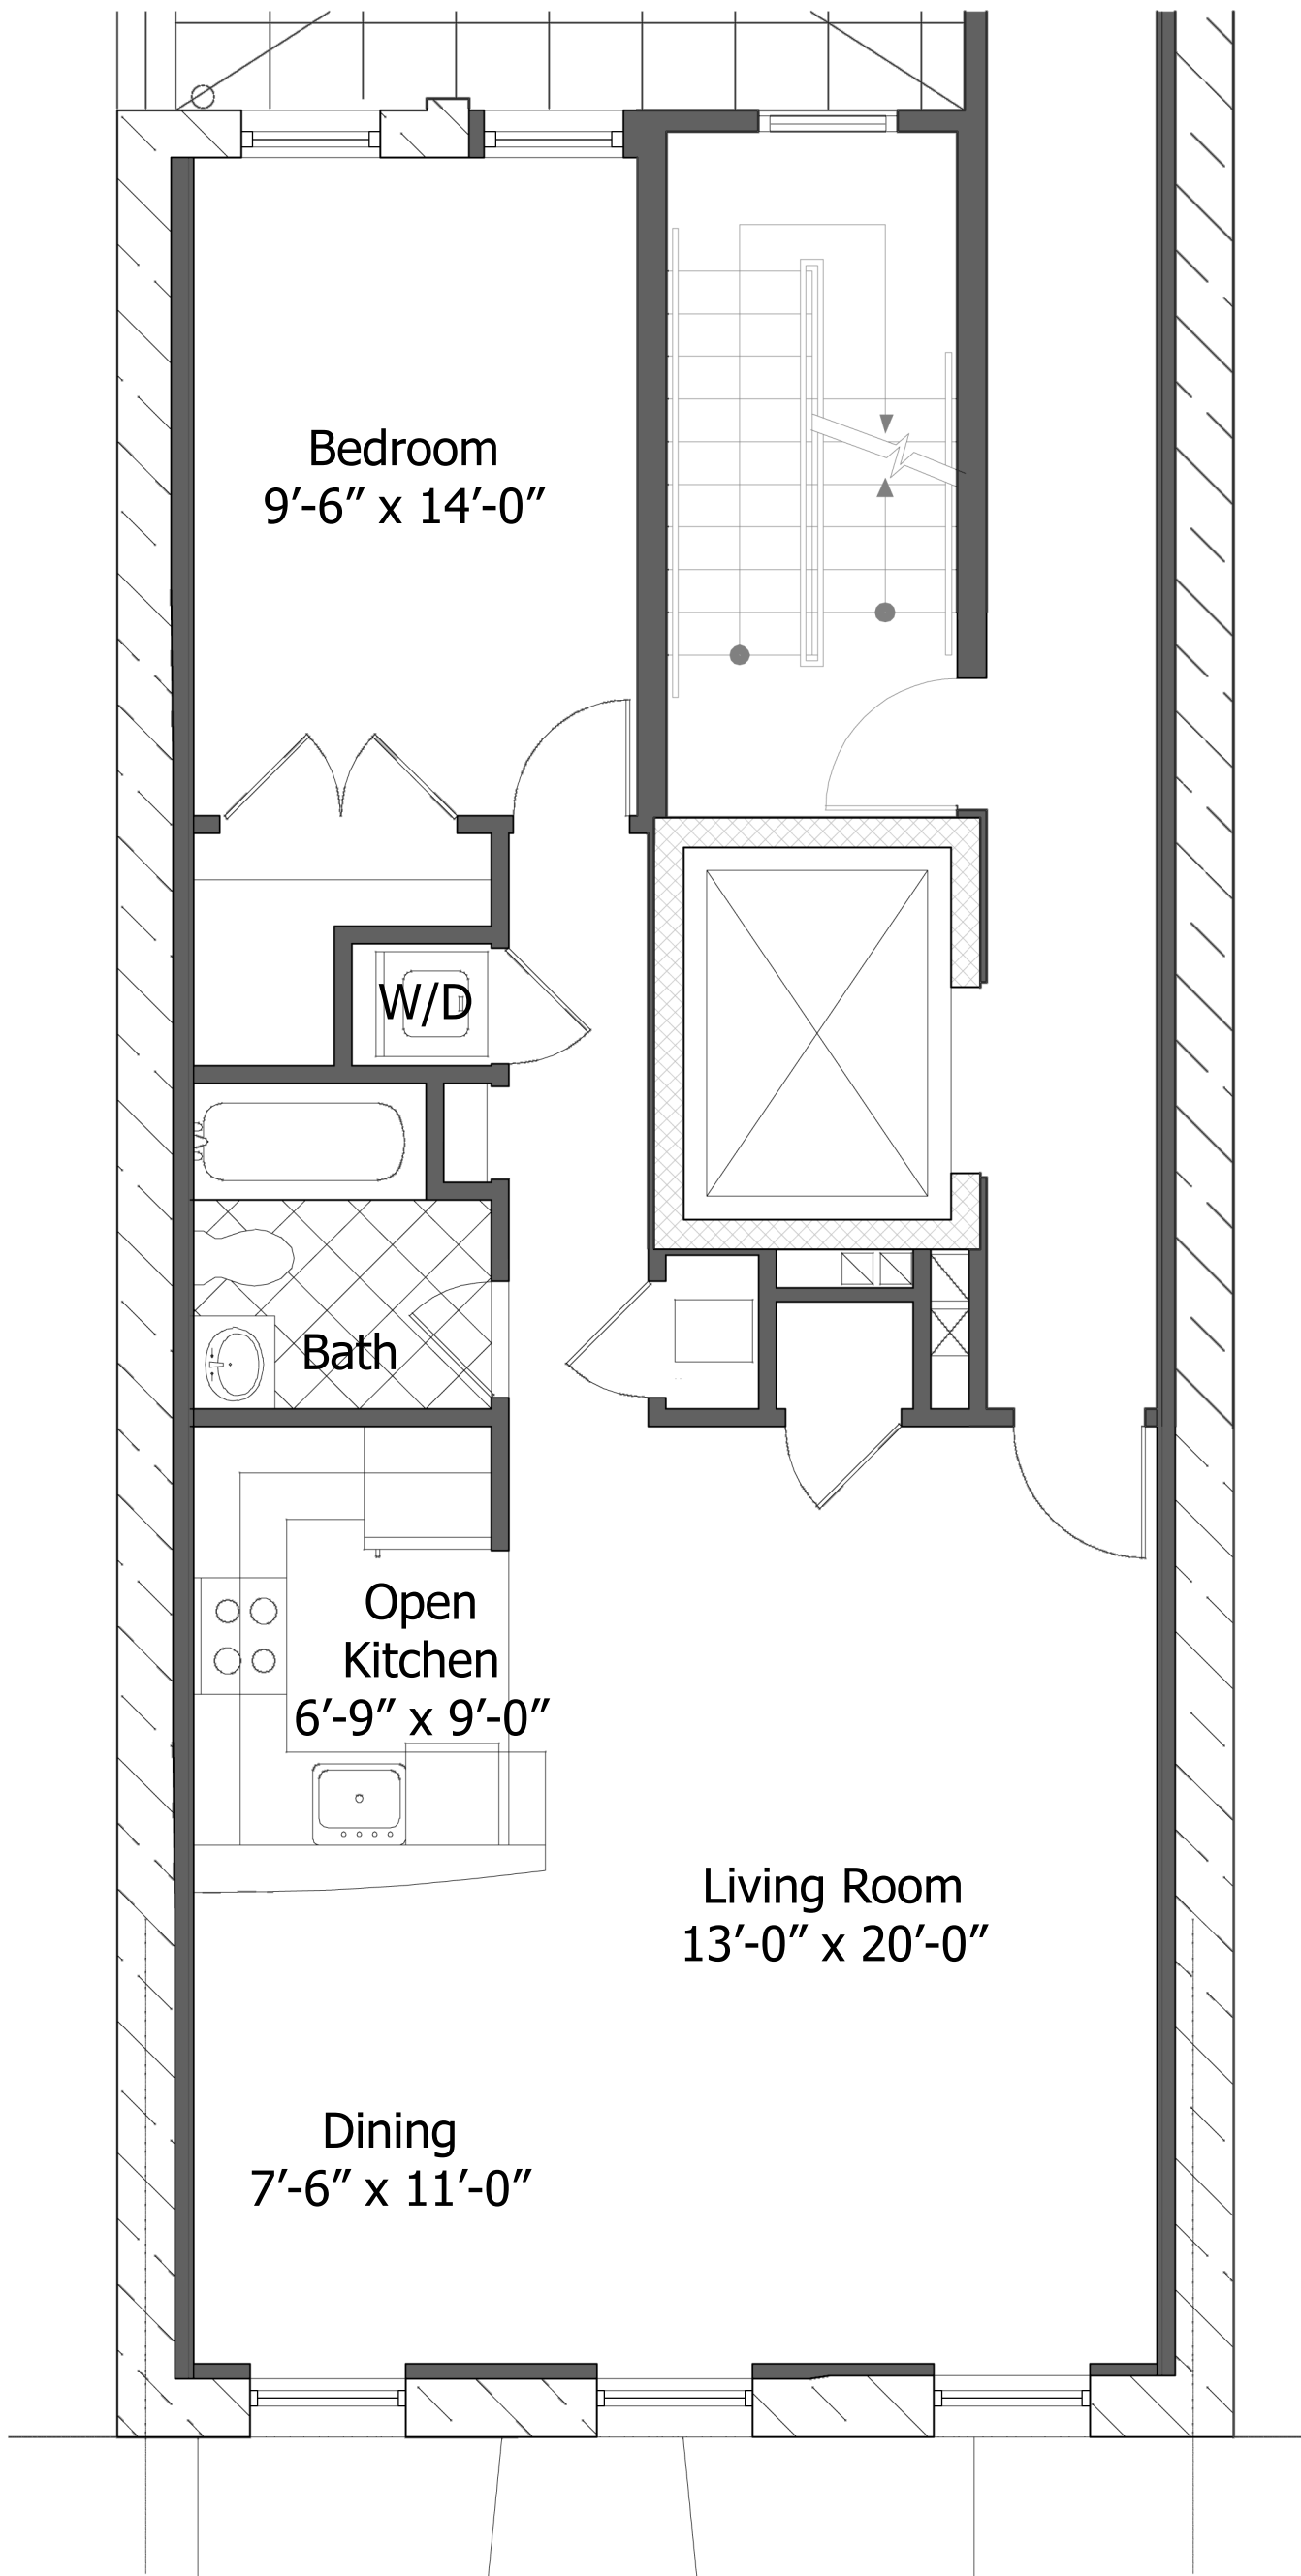 Bedroom
9′-6″ x 14′-0″
W/D
Bath
Open
Kitchen
6′-9″ x 9′-0″
Living Room
13′-0″ x 20′-0″
Dining
7′-6″ x 11′-0″